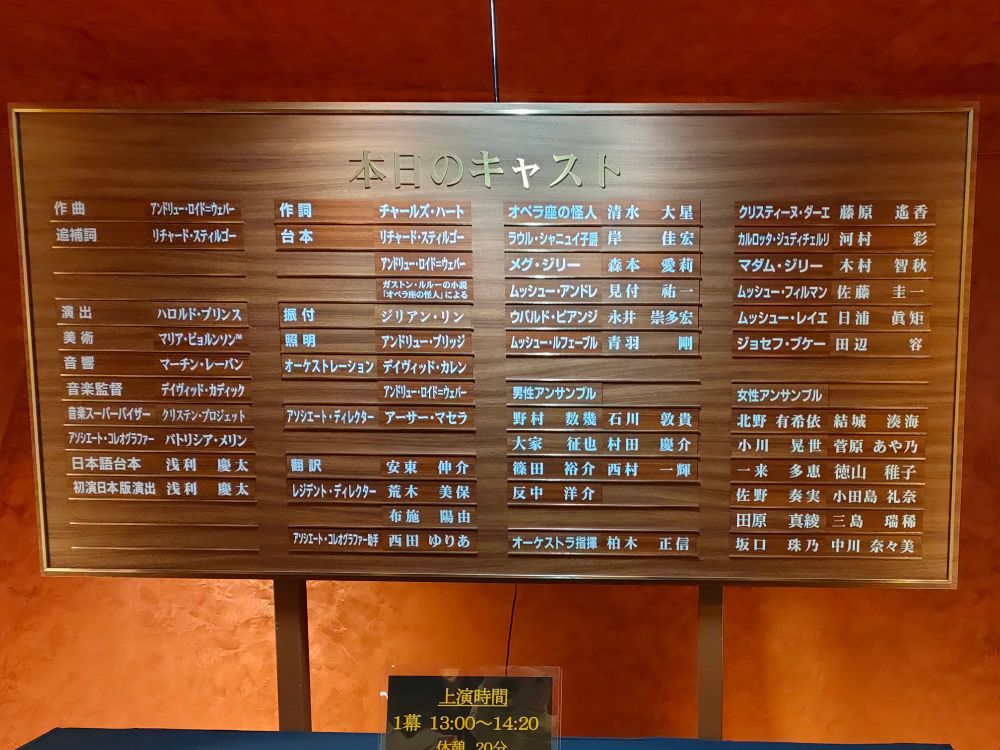 本日のキャスト
作曲 アンドリュー・ロイド=ウェバー
追補詞 リチャード・スティルゴー
演出 ハロルド・プリンス
美術 マリア・ビョルンソン™
音響 マーチン・レーバン
音楽監督 デイヴィッド・カディック
音楽スーパーバイザー クリステン・ブロジェット
アソシエート・コレオグラファー パトリシア・メリン
日本語台本 浅利 慶太
初演日本版演出 浅利 慶太
作詞 チャールズ・ハート
台本 リチャード・スティルゴー
アンドリュー・ロイド=ウェバー
ガストン・ルルーの小説
「オペラ座の怪人」による
振付 ジリアン・リン
照明 アンドリュー・ブリッジ
オーケストレーション デイヴィッド・カレン
アンドリュー・ロイド=ウェバー
アソシエート・ディレクター アーサー・マセラ
翻訳 安東 伸介
レジデント・ディレクター 荒木 美保
布施 陽由
アソシエート・コレオグラファー助手 西田 ゆりあ
オペラ座の怪人 清水 大星
ラウル・シャニュイ子爵 岸 佳宏
メグ・ジリー 森本 愛莉
ムッシュー・アンドレ 見付 祐一
ウバルド・ピアンジ 永井 崇多宏
ムッシュー・ルフェーブル 青羽 剛
男性アンサンブル
野村 数幾 石川 敦貴
大家 征也 村田 慶介
篠田 裕介 西村 一輝
反中 洋介
オーケストラ指揮 柏木 正信
クリスティーヌ・ダーエ 藤原 遙香
カルロッタ・ジュディチェルリ 河村 彩
マダム・ジリー 木村 智秋
ムッシュー・フィルマン 佐藤 圭一
ムッシュー・レイエ 日浦 眞矩
ジョセフ・ブケー 田辺 容
女性アンサンブル
北野 有希依 結城 湊海
小川 晃世 菅原 あや乃
一来 多恵 徳山 稚子
佐野 奏実 小田島 礼奈
田原 真綾 三島 瑞稀
坂口 珠乃 中川 奈々美
上演時間
1幕 13:00～14:20
休憩 20分